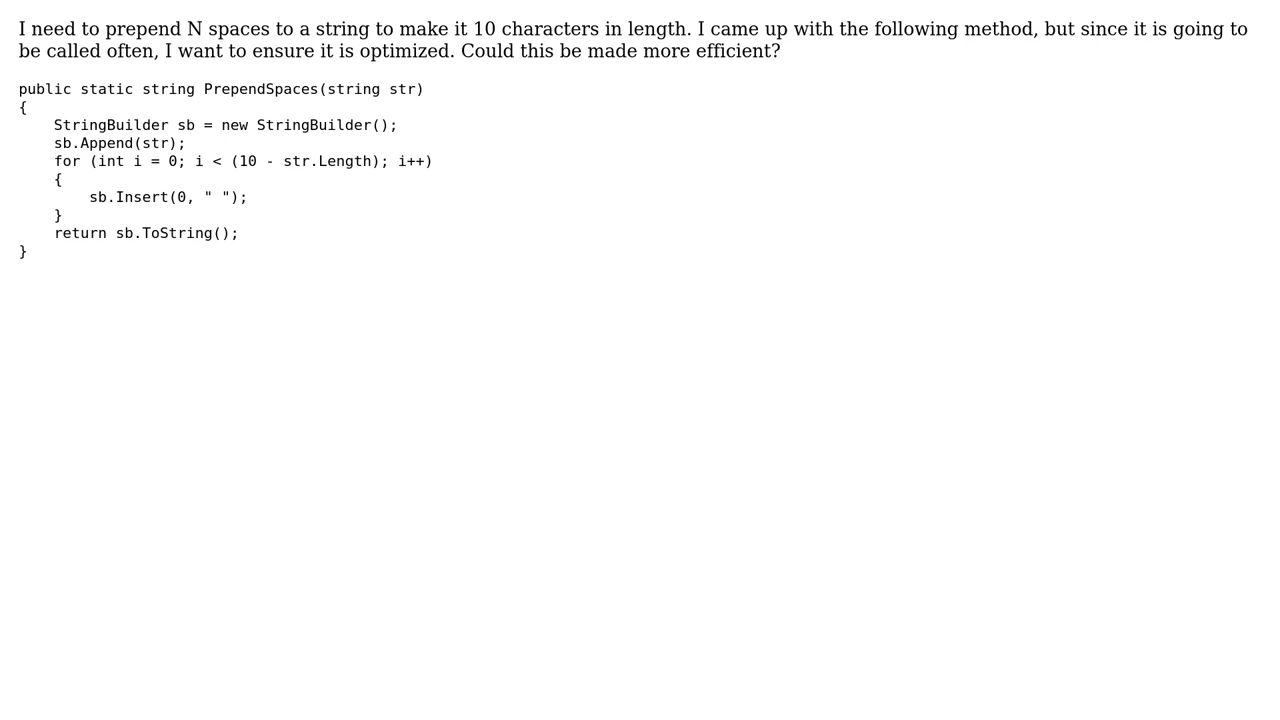 I need to prepend N spaces to a string to make it 10 characters in length. I came up with the following method, but since it is going to
be called often, I want to ensure it is optimized. Could this be made more efficient?
public static string PrependSpaces(string str)
{
    StringBuilder sb = new StringBuilder();
    sb.Append(str);
    for (int i = 0; i < (10 - str.Length); i++)
    {
        sb.Insert(0, " ");
    }
    return sb.ToString();
}